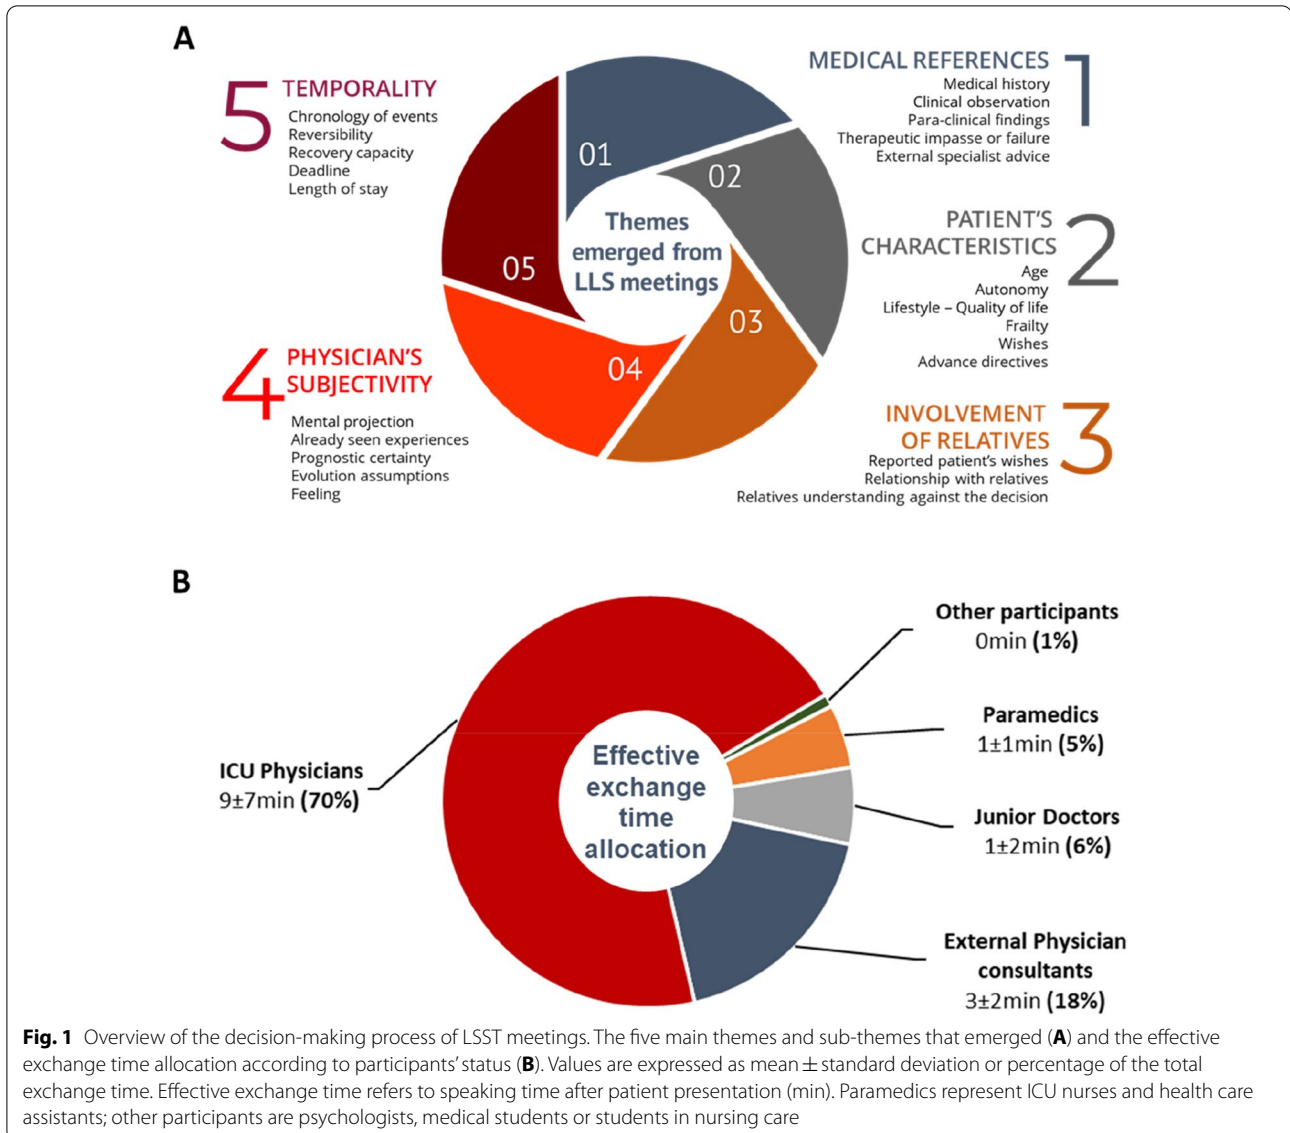 A
5
TEMPORALITY
Chronology of events
Reversibility
Recovery capacity
Deadline
Length of stay
MEDICAL REFERENCES
1
Medical history
Clinical observation
Para-clinical findings
Therapeutic impasse or failure
External specialist advice
01
02
03
04
05
Themes
emerged from
LLS meetings
PATIENT'S
CHARACTERISTICS
2
Age
Autonomy
Lifestyle – Quality of life
Frailty
Wishes
Advance directives
4
PHYSICIAN'S
SUBJECTIVITY
Mental projection
Already seen experiences
Prognostic certainty
Evolution assumptions
Feeling
INVOLVEMENT
OF RELATIVES
3
Reported patient's wishes
Relationship with relatives
Relatives understanding against the decision
B
Other participants
0min (1%)
Paramedics
1±1min (5%)
ICU Physicians
9±7min (70%)
Effective
exchange
time
allocation
Junior Doctors
1±2min (6%)
External Physician
consultants
3±2min (18%)
Fig. 1 Overview of the decision-making process of LSST meetings. The five main themes and sub-themes that emerged (A) and the effective
exchange time allocation according to participants' status (B). Values are expressed as mean ± standard deviation or percentage of the total
exchange time. Effective exchange time refers to speaking time after patient presentation (min). Paramedics represent ICU nurses and health care
assistants; other participants are psychologists, medical students or students in nursing care